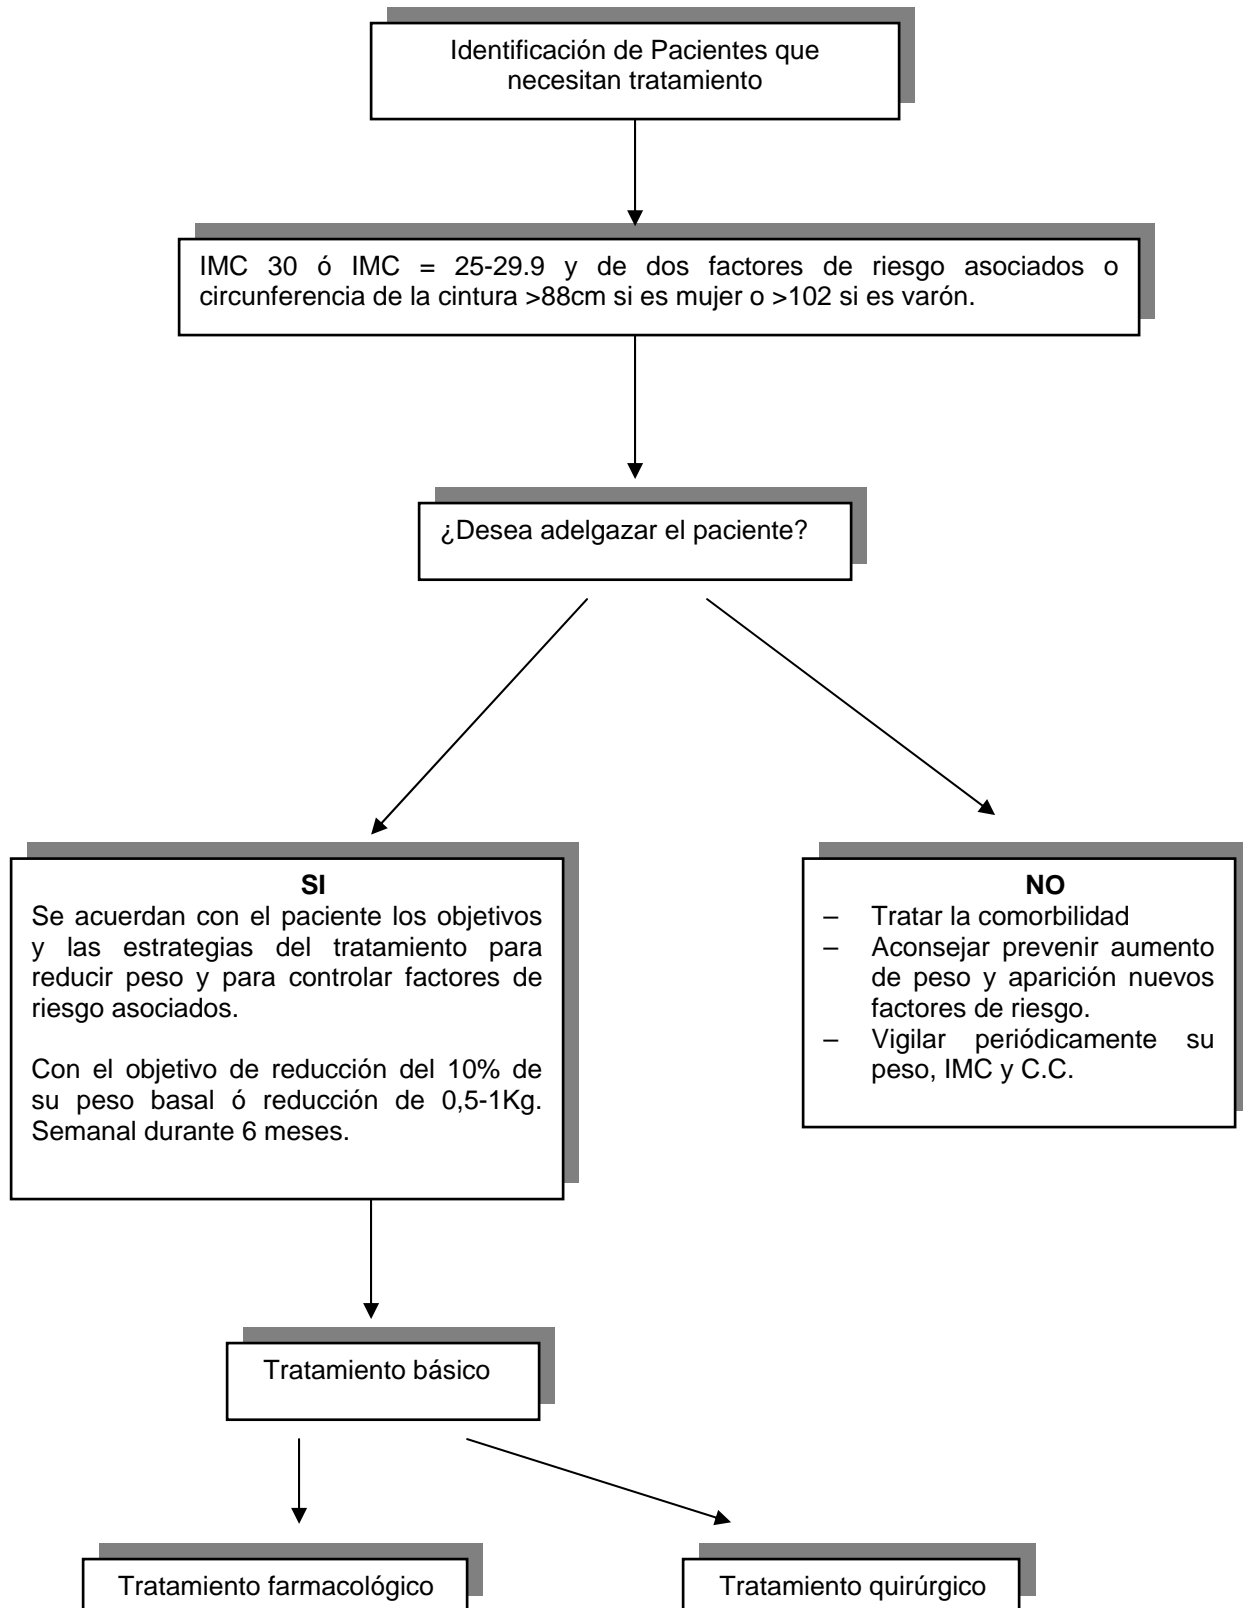 Identificación de Pacientes que
necesitan tratamiento
IMC 30 ó IMC = 25-29.9 y de dos factores de riesgo asociados o
circunferencia de la cintura >88cm si es mujer o >102 si es varón.
¿Desea adelgazar el paciente?
SI
Se acuerdan con el paciente los objetivos
y las estrategias del tratamiento para
reducir peso y para controlar factores de
riesgo asociados.
Con el objetivo de reducción del 10% de
su peso basal ó reducción de 0,5-1Kg.
Semanal durante 6 meses.
NO
– Tratar la comorbilidad
– Aconsejar prevenir aumento
de peso y aparición nuevos
factores de riesgo.
– Vigilar periódicamente su
peso, IMC y C.C.
Tratamiento básico
Tratamiento farmacológico
Tratamiento quirúrgico